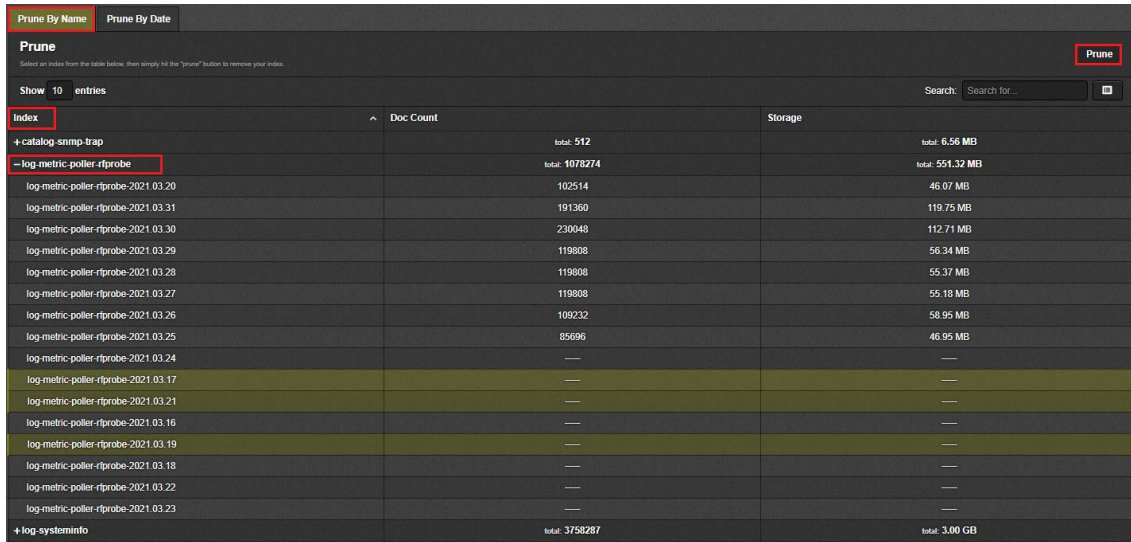 Prune By Name Prune By Date
Prune
Select an index from the table below, then simply hit the "prune" button to remove your index.
Prune
Show 10 entries Search: Search for...
Index Doc Count Storage
+catalog-snmp-trap total: 512 total: 6.56 MB
–log-metric-poller-rfprobe total: 1078274 total: 551.32 MB
log-metric-poller-rfprobe-2021.03.20 102514 46.07 MB
log-metric-poller-rfprobe-2021.03.31 191360 119.75 MB
log-metric-poller-rfprobe-2021.03.30 230048 112.71 MB
log-metric-poller-rfprobe-2021.03.29 119808 56.34 MB
log-metric-poller-rfprobe-2021.03.28 119808 55.37 MB
log-metric-poller-rfprobe-2021.03.27 119808 55.18 MB
log-metric-poller-rfprobe-2021.03.26 109232 58.95 MB
log-metric-poller-rfprobe-2021.03.25 85696 46.95 MB
log-metric-poller-rfprobe-2021.03.24 — —
log-metric-poller-rfprobe-2021.03.17 — —
log-metric-poller-rfprobe-2021.03.21 — —
log-metric-poller-rfprobe-2021.03.16 — —
log-metric-poller-rfprobe-2021.03.19 — —
log-metric-poller-rfprobe-2021.03.18 — —
log-metric-poller-rfprobe-2021.03.22 — —
log-metric-poller-rfprobe-2021.03.23 — —
+log-systeminfo total: 3758287 total: 3.00 GB